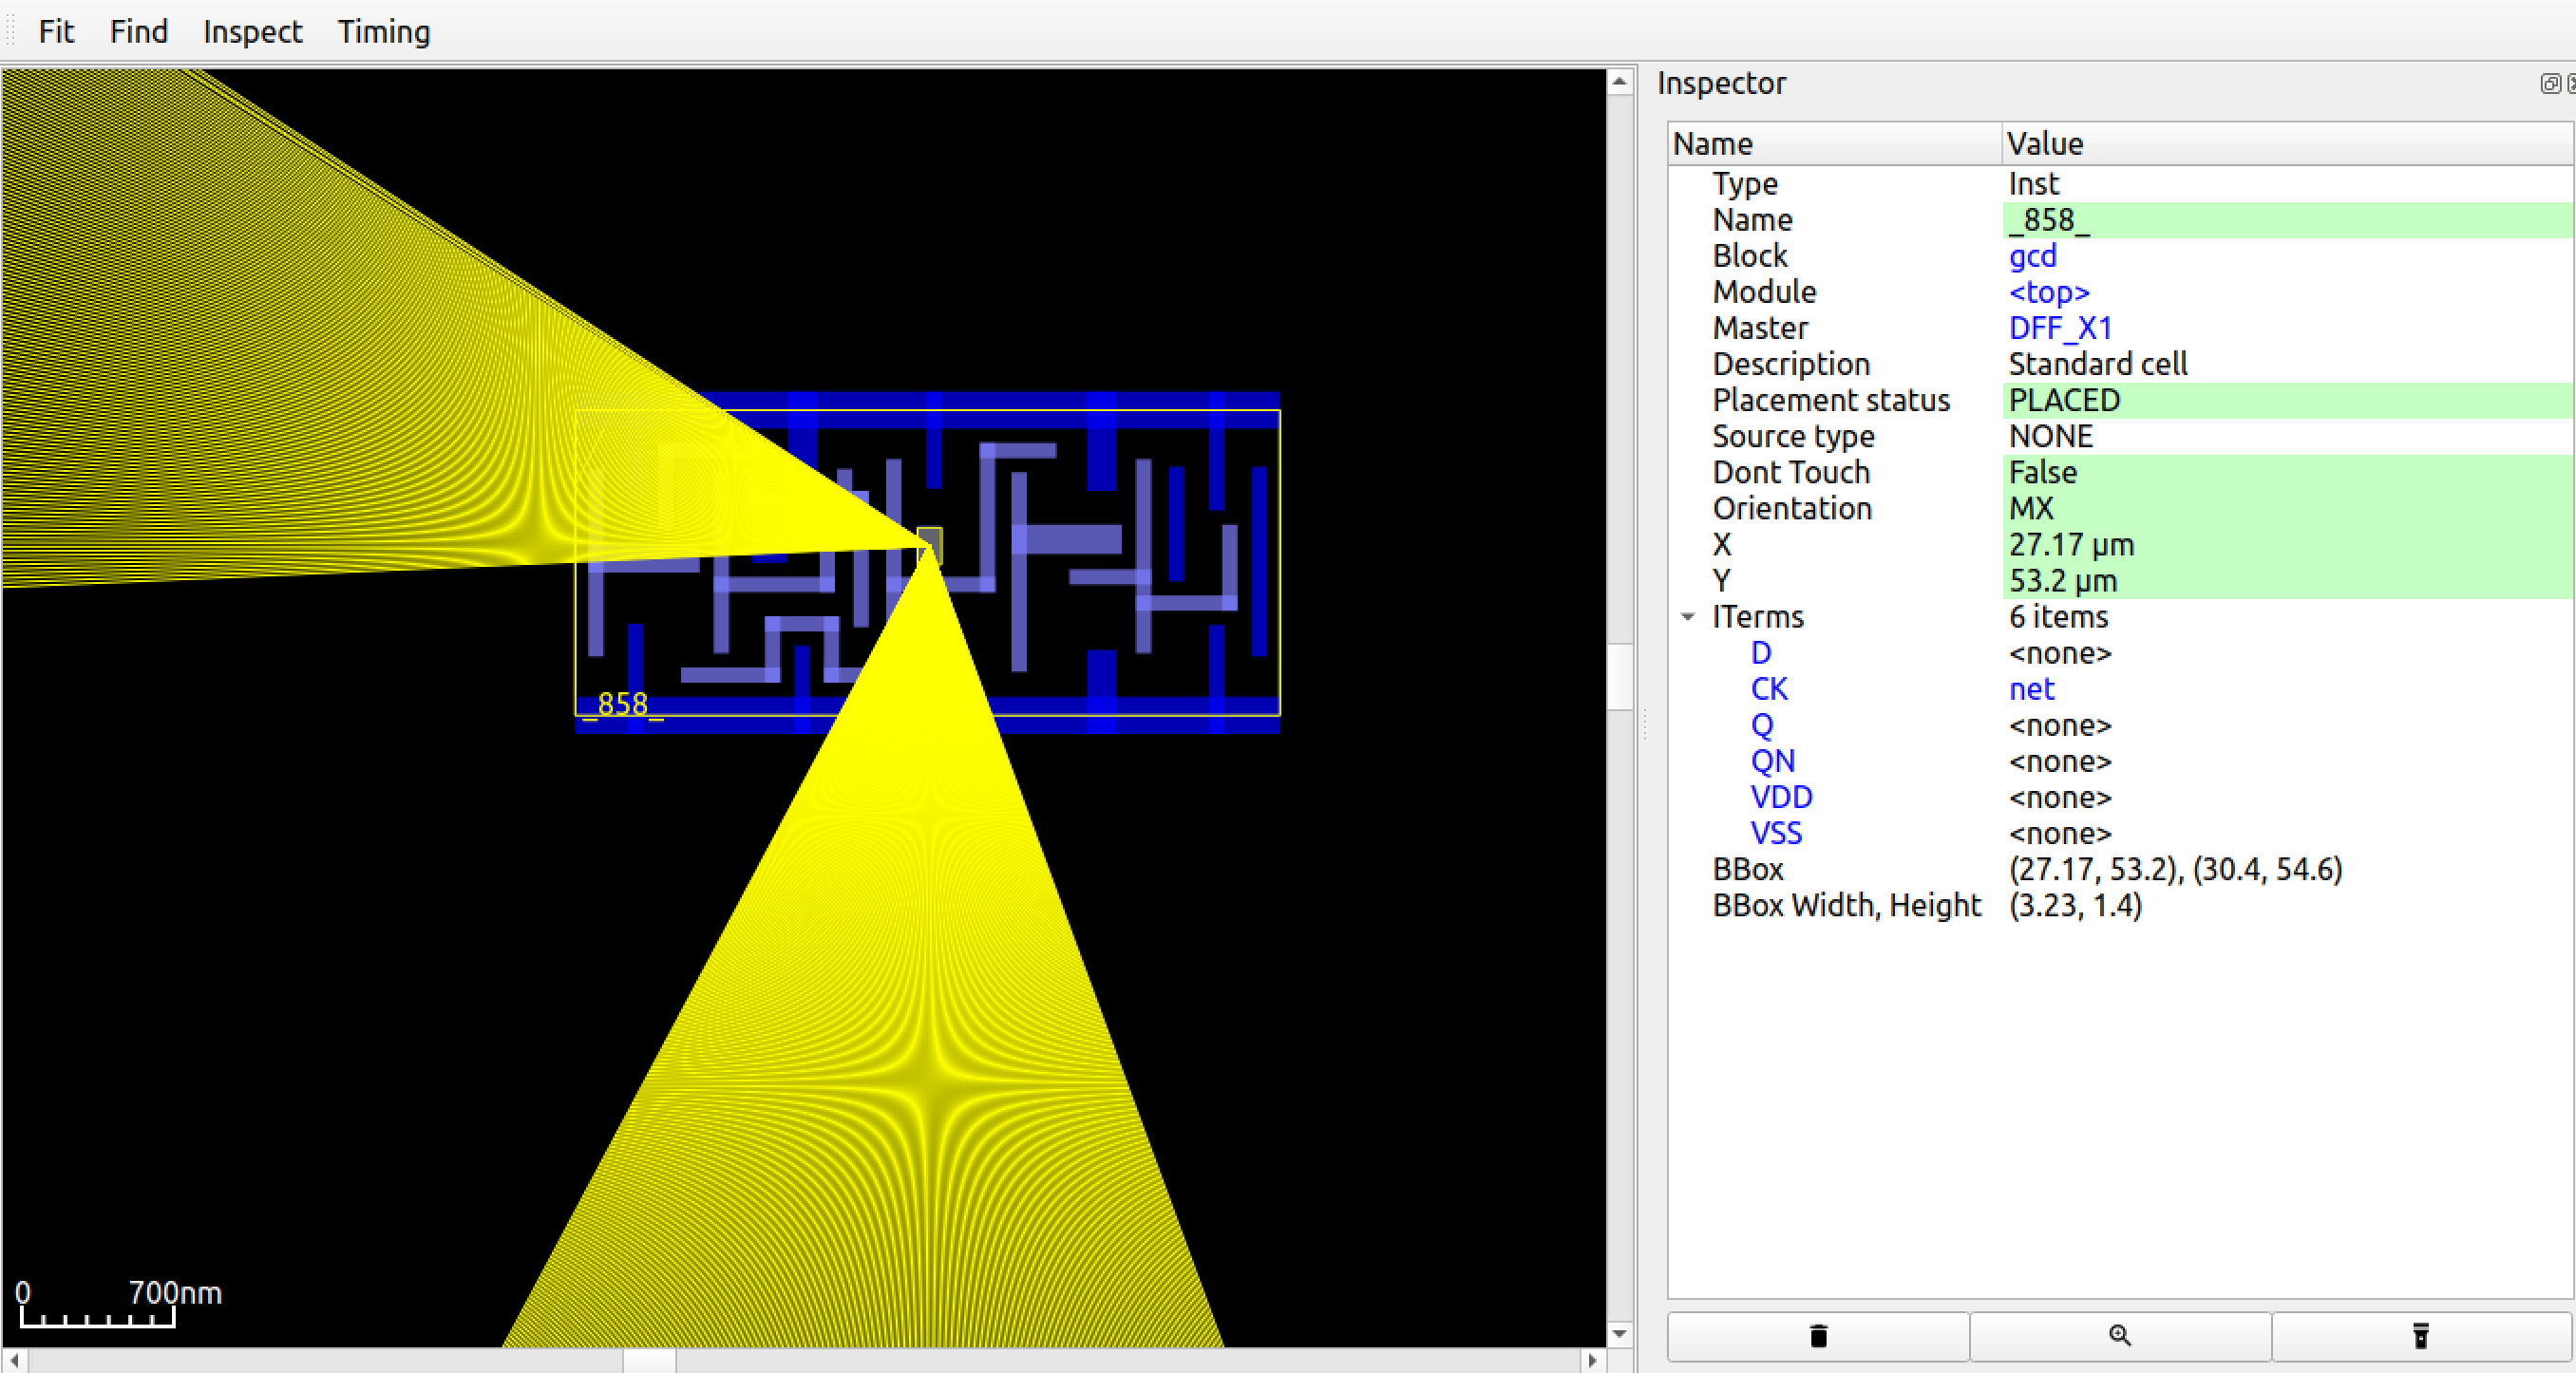 Fit Find Inspect Timing
_858_
0 700nm
Inspector
Name Value
Type Inst
Name _858_
Block gcd
Module <top>
Master DFF_X1
Description Standard cell
Placement status PLACED
Source type NONE
Dont Touch False
Orientation MX
X 27.17 μm
Y 53.2 μm
ITerms 6 items
D <none>
CK net
Q <none>
QN <none>
VDD <none>
VSS <none>
BBox (27.17, 53.2), (30.4, 54.6)
BBox Width, Height (3.23, 1.4)